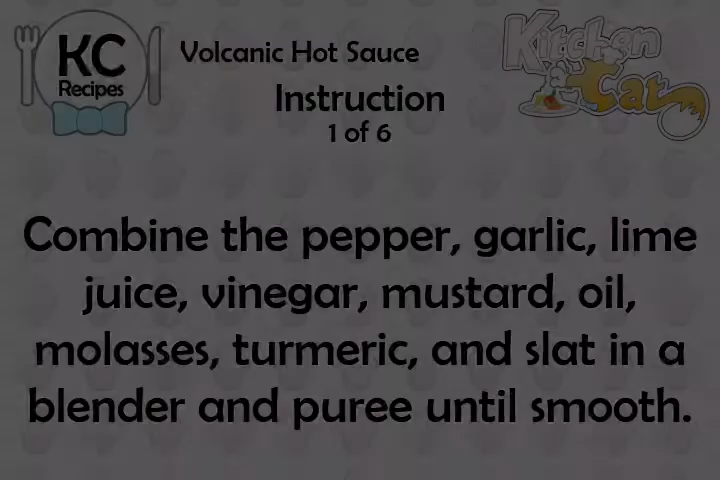 KC
Recipes
Volcanic Hot Sauce
Kitchen
Cat
Instruction
1 of 6
Combine the pepper, garlic, lime
juice, vinegar, mustard, oil,
molasses, turmeric, and slat in a
blender and puree until smooth.